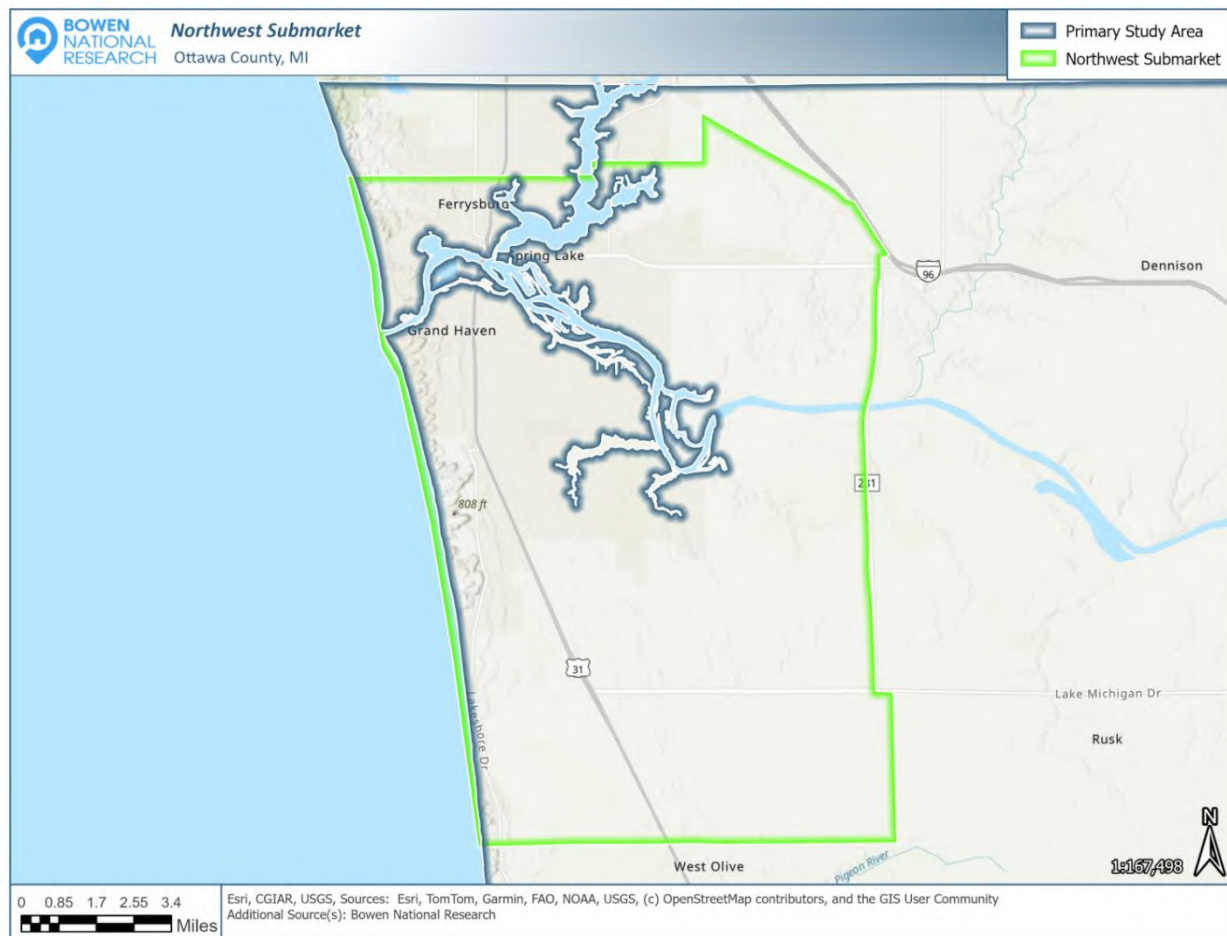 BOWEN
NATIONAL
RESEARCH
Northwest Submarket
Ottawa County, MI
Primary Study Area
Northwest Submarket
Ferrysburg
pring Lake
Grand Haven
Dennison
96
231
808 ft
31
Lakeshore Dr
Lake Michigan Dr
Rusk
West Olive
Pigeon River
N
1:167,498
0 0.85 1.7 2.55 3.4
Miles
Esri, CGIAR, USGS, Sources: Esri, TomTom, Garmin, FAO, NOAA, USGS, (c) OpenStreetMap contributors, and the GIS User Community
Additional Source(s): Bowen National Research